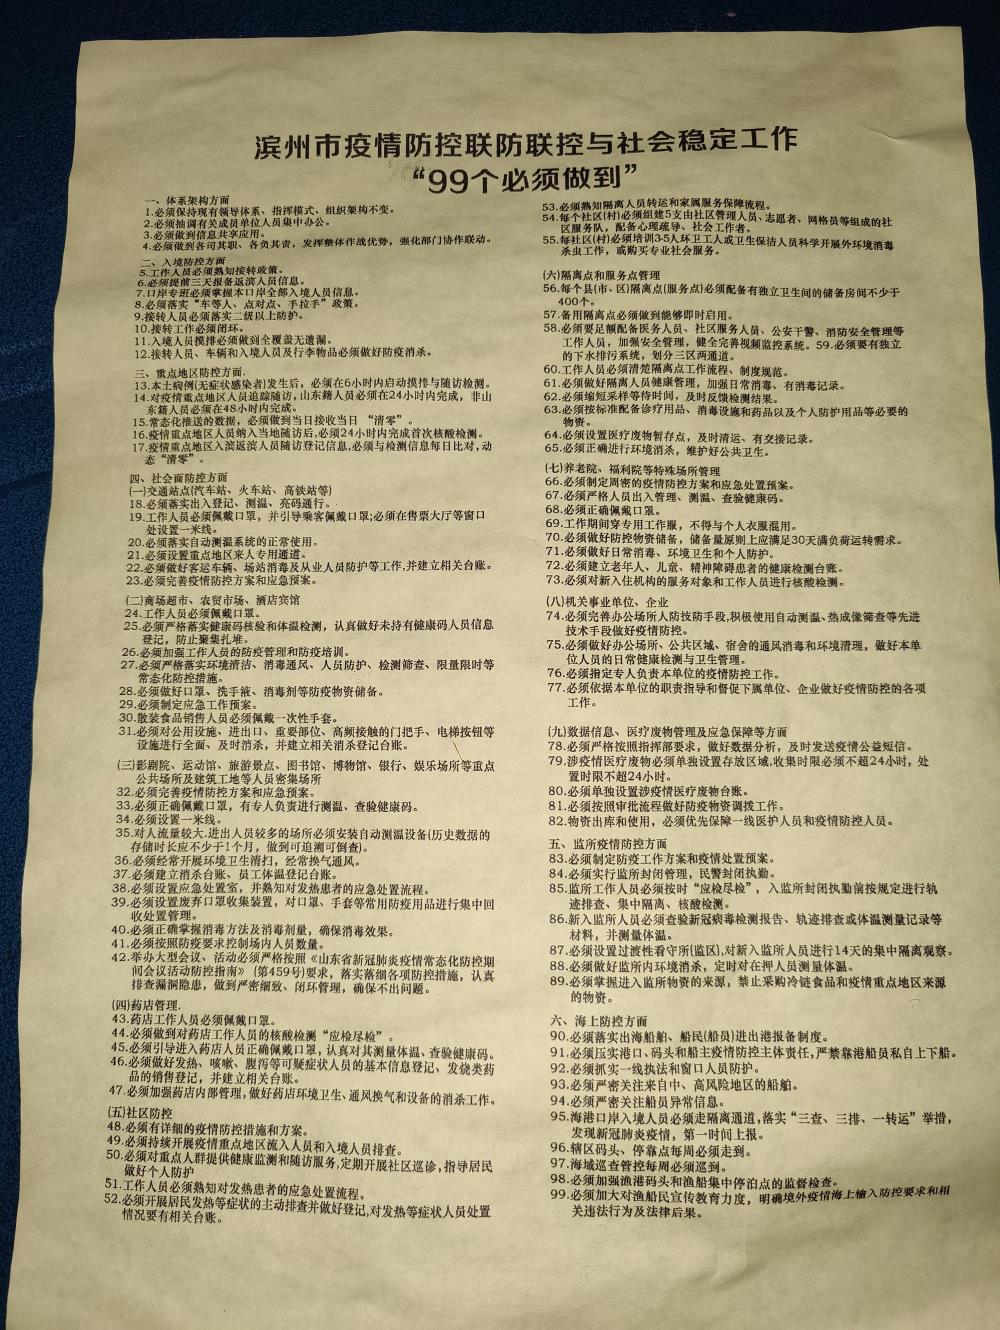 滨州市疫情防控联防联控与社会稳定工作
“99个必须做到”
一、体系架构方面
1.必须保持现有领导体系、指挥模式、组织架构不变。
2.必须抽调有关成员单位人员集中办公。
3.必须做到信息共享应用。
4.必须做到各司其职、各负其责，发挥整体作战优势，强化部门协作联动。
二、入境防控方面
5.工作人员必须熟知接转政策。
6.必须提前三天报备返滨人员信息。
7.口岸专班必须掌握本口岸全部入境人员信息。
8.必须落实“车等人、点对点、手拉手”政策。
9.接转人员必须落实二级以上防护。
10.接转工作必须闭环。
11.入境人员摸排必须做到全覆盖无遗漏。
12.接转人员、车辆和入境人员及行李物品必须做好防疫消杀。
三、重点地区防控方面.
13.本土病例(无症状感染者)发生后，必须在6小时内启动摸排与随访检测。
14.对疫情重点地区人员追踪随访,山东籍人员必须在24小时内完成，非山
东籍人员必须在48小时内完成。
15.常态化推送的数据，必须做到当日接收当日 “清零”。
16.疫情重点地区人员纳入当地随访后,必须24小时内完成首次核酸检测。
17.疫情重点地区入滨返滨人员随访登记信息,必须与检测信息每日比对,动
态“清零”。
四、社会面防控方面
(一)交通站点(汽车站、火车站、高铁站等)
18.必须落实出入登记、测温、亮码通行。
19.工作人员必须佩戴口罩，并引导乘客佩戴口罩;必须在售票大厅等窗口
处设置一米线。
20.必须落实自动测温系统的正常使用。
21.必须设置重点地区来人专用通道。
22.必须做好客运车辆、场站消毒及从业人员防护等工作,并建立相关台账。
23.必须完善疫情防控方案和应急预案。
(二)商场超市、农贸市场、酒店宾馆
24.工作人员必须佩戴口罩。
25.必须严格落实健康码核验和体温检测，认真做好未持有健康码人员信息
登记，防止聚集扎堆。
26.必须加强工作人员的防疫管理和防疫培训。
27.必须严格落实环境清洁、消毒通风、人员防护、检测筛查、限量限时等
常态化防控措施。
28.必须做好口罩、洗手液、消毒剂等防疫物资储备。
29.必须制定应急工作预案。
30.散装食品销售人员必须佩戴一次性手套。
31.必须对公用设施、进出口、重要部位、高频接触的门把手、电梯按钮等
设施进行全面、及时消杀，并建立相关消杀登记台账。
(三)影剧院、运动馆、旅游景点、图书馆、博物馆、银行、娱乐场所等重点
公共场所及建筑工地等人员密集场所
32.必须完善疫情防控方案和应急预案。
33.必须正确佩戴口罩，有专人负责进行测温、查验健康码。
34.必须设置一米线。
35.对人流量较大.进出人员较多的场所必须安装自动测温设备(历史数据的
存储时长应不少于1个月，做到可追溯可倒查)。
36.必须经常开展环境卫生清扫，经常换气通风。
37.必须建立消杀台账、员工体温登记台账。
38.必须设置应急处置室，并熟知对发热患者的应急处置流程。
39.必须设置废弃口罩收集装置，对口罩、手套等常用防疫用品进行集中回
收处置管理。
40.必须正确掌握消毒方法及消毒剂量，确保消毒效果。
41.必须按照防疫要求控制场内人员数量。
42.举办大型会议、活动必须严格按照《山东省新冠肺炎疫情常态化防控期
间会议活动防控指南》(第459号)要求，落实落细各项防控措施，认真
排查漏洞隐患，做到严密细致、闭环管理，确保不出问题。
(四)药店管理.
43.药店工作人员必须佩戴口罩。
44.必须做到对药店工作人员的核酸检测“应检尽检”。
45.必须引导进入药店人员正确佩戴口罩，认真对其测量体温、查验健康码。
46.必须做好发热、咳嗽、腹泻等可疑症状人员的基本信息登记、发烧类药
品的销售登记，并建立相关台账。
47.必须加强药店内部管理,做好药店环境卫生、通风换气和设备的消杀工作。
(五)社区防控
48.必须有详细的疫情防控措施和方案。
49.必须持续开展疫情重点地区流入人员和入境人员排查。
50.必须对重点人群提供健康监测和随访服务,定期开展社区巡诊,指导居民
做好个人防护
51.工作人员必须熟知对发热患者的应急处置流程。
52.必须开展居民发热等症状的主动排查并做好登记,对发热等症状人员处置
情况要有相关台账。
53.必须熟知隔离人员转运和家属服务保障流程。
54.每个社区(村)必须组建5支由社区管理人员、志愿者、网格员等组成的社
区服务队，配备心理疏导、社会工作者。
55.每社区(村)必须培训3-5人环卫工人或卫生保洁人员科学开展外环境消毒
杀虫工作，或购买专业社会服务。
(六)隔离点和服务点管理
56.每个县(市、区)隔离点(服务点)必须配备有独立卫生间的储备房间不少于
400个。
57.备用隔离点必须做到能够即时启用。
58.必须要足额配备医务人员、社区服务人员、公安干警、消防安全管理等
工作人员，加强安全管理，健全完善视频监控系统。59.必须要有独立
的下水排污系统，划分三区两通道。
60.工作人员必须清楚隔离点工作流程、制度规范。
61.必须做好隔离人员健康管理，加强日常消毒、有消毒记录。
62.必须缩短采样等待时间，及时反馈检测结果。
63.必须按标准配备诊疗用品、消毒设施和药品以及个人防护用品等必要的
物资。
64.必须设置医疗废物暂存点，及时清运、有交接记录。
65.必须正确进行环境消杀，维护好公共卫生。
(七)养老院、福利院等特殊场所管理
66.必须制定周密的疫情防控方案和应急处置预案。
67.必须严格人员出入管理、测温、查验健康码。
68.必须正确佩戴口罩。
69.工作期间穿专用工作服，不得与个人衣服混用。
70.必须做好防控物资储备，储备量原则上应满足30天满负荷运转需求。
71.必须做好日常消毒、环境卫生和个人防护。
72.必须建立老年人、儿童、精神障碍患者的健康检测台账。
73.必须对新入住机构的服务对象和工作人员进行核酸检测。
(八)机关事业单位、企业
74.必须完善办公场所人防技防手段,积极使用自动测温、热成像筛查等先进
技术手段做好疫情防控。
75.必须做好办公场所、公共区域、宿舍的通风消毒和环境清理，做好本单
位人员的日常健康检测与卫生管理。
76.必须指定专人负责本单位的疫情防控工作。
77.必须依据本单位的职责指导和督促下属单位、企业做好疫情防控的各项
工作。
(九)数据信息、医疗废物管理及应急保障等方面
78.必须严格按照指挥部要求，做好数据分析，及时发送疫情公益短信。
79.涉疫情医疗废物必须单独设置存放区域,收集时限必须不超24小时，处
置时限不超24小时。
80.必须单独设置涉疫情医疗废物台账。
81.必须按照审批流程做好防疫物资调拨工作。
82.物资出库和使用，必须优先保障一线医护人员和疫情防控人员。
五、监所疫情防控方面
83.必须制定防疫工作方案和疫情处置预案。
84.必须实行监所封闭管理，民警封闭执勤。
85.监所工作人员必须按时“应检尽检”，入监所封闭执勤前按规定进行轨
迹排查、集中隔离、核酸检测。
86.新入监所人员必须查验新冠病毒检测报告、轨迹排查或体温测量记录等
材料，并测量体温。
87.必须设置过渡性看守所(监区),对新入监所人员进行14天的集中隔离观察。
88.必须做好监所内环境消杀，定时对在押人员测量体温。
89.必须掌握进入监所物资的来源，禁止采购冷链食品和疫情重点地区来源
的物资。
六、海上防控方面
90.必须落实出海船舶、船民(船员)进出港报备制度。
91.必须压实港口、码头和船主疫情防控主体责任,严禁靠港船员私自上下船。
92.必须抓实一线执法和窗口人员防护。
93.必须严密关注来自中、高风险地区的船舶。
94.必须严密关注船员异常信息。
95.海港口岸入境人员必须走隔离通道,落实“三查、三排、一转运”举措,
发现新冠肺炎疫情，第一时间上报。
96.辖区码头、停靠点每周必须走到。
97.海域巡查管控每周必须巡到。
98.必须加强渔港码头和渔船集中停泊点的监督检查。
99.必须加大对渔船民宣传教育力度，明确境外疫情海上输入防控要求和相
关违法行为及法律后果。